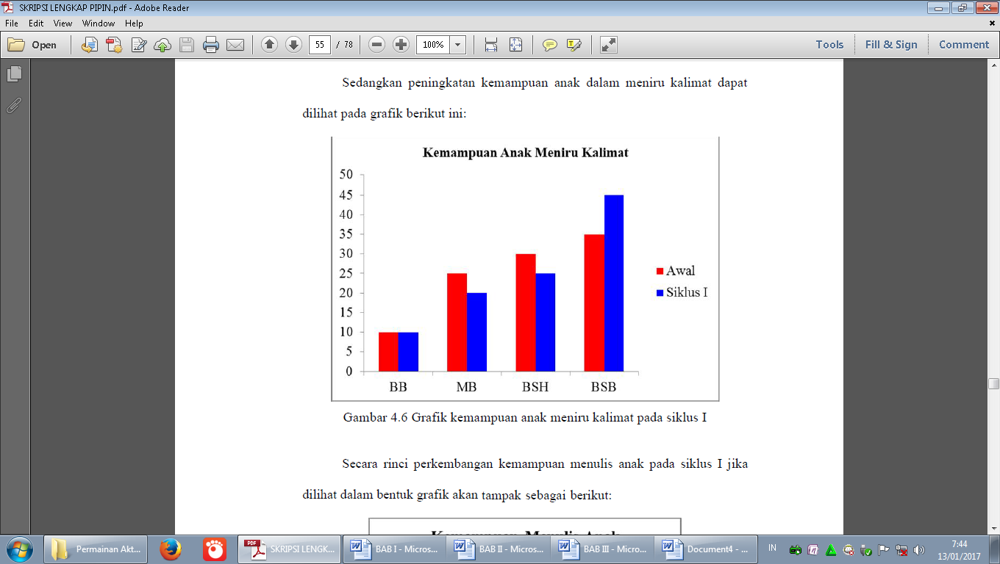 SKRIPSI LENGKAP PIPIN.pdf - Adobe Reader
File Edit View Window Help
Open 55 / 78 100% Tools Fill & Sign Comment
Sedangkan peningkatan kemampuan anak dalam meniru kalimat dapat
dilihat pada grafik berikut ini:
Kemampuan Anak Meniru Kalimat
50
45
40
35
30
25
20
15
10
5
0
BB MB BSH BSB
Awal
Siklus I
Gambar 4.6 Grafik kemampuan anak meniru kalimat pada siklus I
Secara rinci perkembangan kemampuan menulis anak pada siklus I jika
dilihat dalam bentuk grafik akan tampak sebagai berikut:
Kemampuan Menulis Anak
Permainan Akt... PDF SKRIPSI LENGK... BAB I - Micros... BAB II - Micros... BAB III - Micro... Document4 - ... IN 7:44
13/01/2017